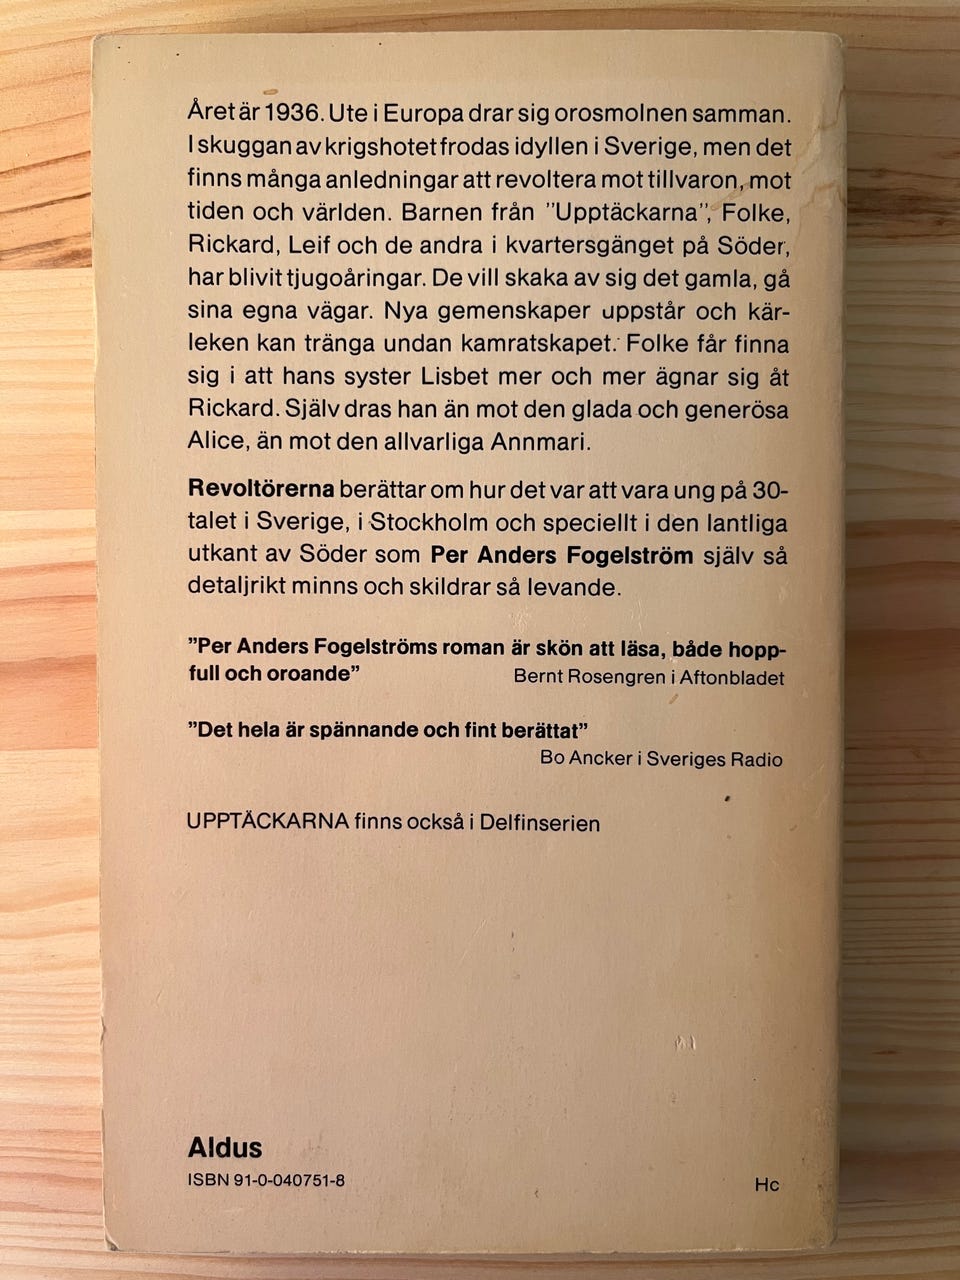 Året är 1936. Ute i Europa drar sig orosmolnen samman.
I skuggan av krigshotet frodas idyllen i Sverige, men det
finns många anledningar att revoltera mot tillvaron, mot
tiden och världen. Barnen från ”Upptäckarna”, Folke,
Rickard, Leif och de andra i kvartersgänget på Söder,
har blivit tjugoåringar. De vill skaka av sig det gamla, gå
sina egna vägar. Nya gemenskaper uppstår och kär-
leken kan tränga undan kamratskapet. Folke får finna
sig i att hans syster Lisbet mer och mer ägnar sig åt
Rickard. Själv dras han än mot den glada och generösa
Alice, än mot den allvarliga Annmari.
Revoltörerna berättar om hur det var att vara ung på 30-
talet i Sverige, i Stockholm och speciellt i den lantliga
utkant av Söder som Per Anders Fogelström själv så
detaljrikt minns och skildrar så levande.
”Per Anders Fogelströms roman är skön att läsa, både hopp-
full och oroande” Bernt Rosengren i Aftonbladet
”Det hela är spännande och fint berättat”
Bo Ancker i Sveriges Radio
UPPTÄCKARNA finns också i Delfinserien
Aldus
ISBN 91-0-040751-8
Hc